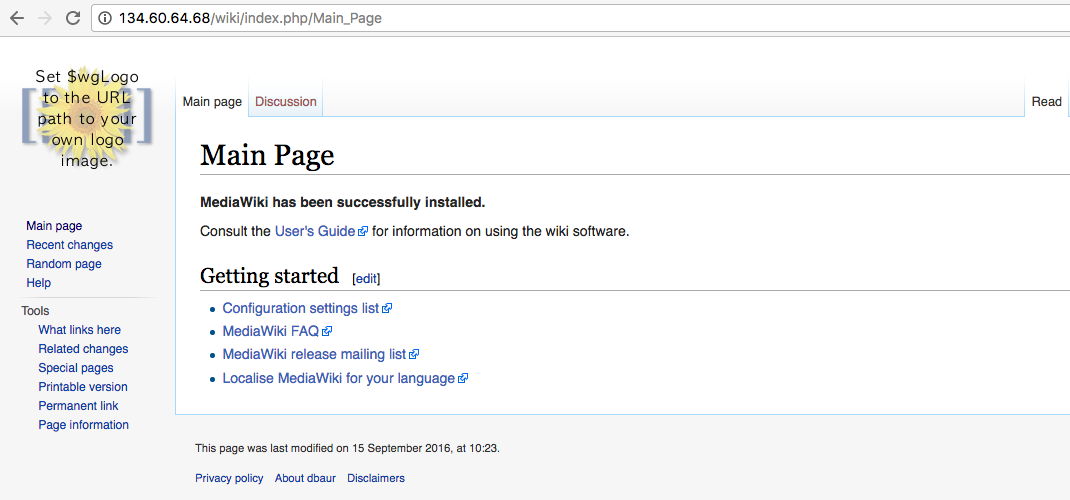 134.60.64.68/wiki/index.php/Main_Page
Set $wgLogo
to the URL
path to your
own logo
image.
Main page
Recent changes
Random page
Help
Tools
What links here
Related changes
Special pages
Printable version
Permanent link
Page information
Main page Discussion Read
Main Page
MediaWiki has been successfully installed.
Consult the User's Guide for information on using the wiki software.
Getting started [edit]
• Configuration settings list
• MediaWiki FAQ
• MediaWiki release mailing list
• Localise MediaWiki for your language
This page was last modified on 15 September 2016, at 10:23.
Privacy policy About dbaur Disclaimers